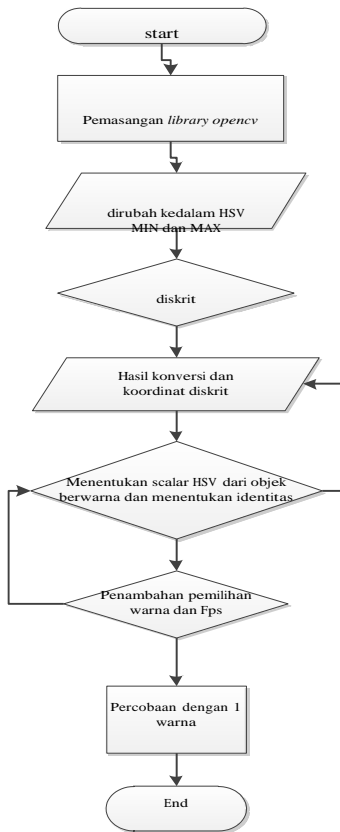 start
Pemasangan library opencv
dirubah kedalam HSV
MIN dan MAX
diskrit
Hasil konversi dan
koordinat diskrit
Menentukan scalar HSV dari objek
berwarna dan menentukan identitas
Penambahan pemilihan
warna dan Fps
Percobaan dengan 1
warna
End